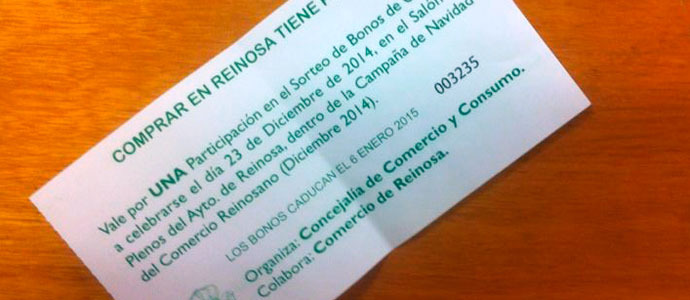 COMPRAR EN REINOSA TIENE
Vale por UNA Participación en el Sorteo de Bonos de
a celebrarse el día 23 de Diciembre de 2014, en el Salón
Plenos del Ayto. de Reinosa, dentro de la Campaña de Navidad
del Comercio Reinosano (Diciembre 2014).
003235
LOS BONOS CADUCAN EL 6 ENERO 2015
Organiza: Concejalía de Comercio y Consumo.
Colabora: Comercio de Reinosa.